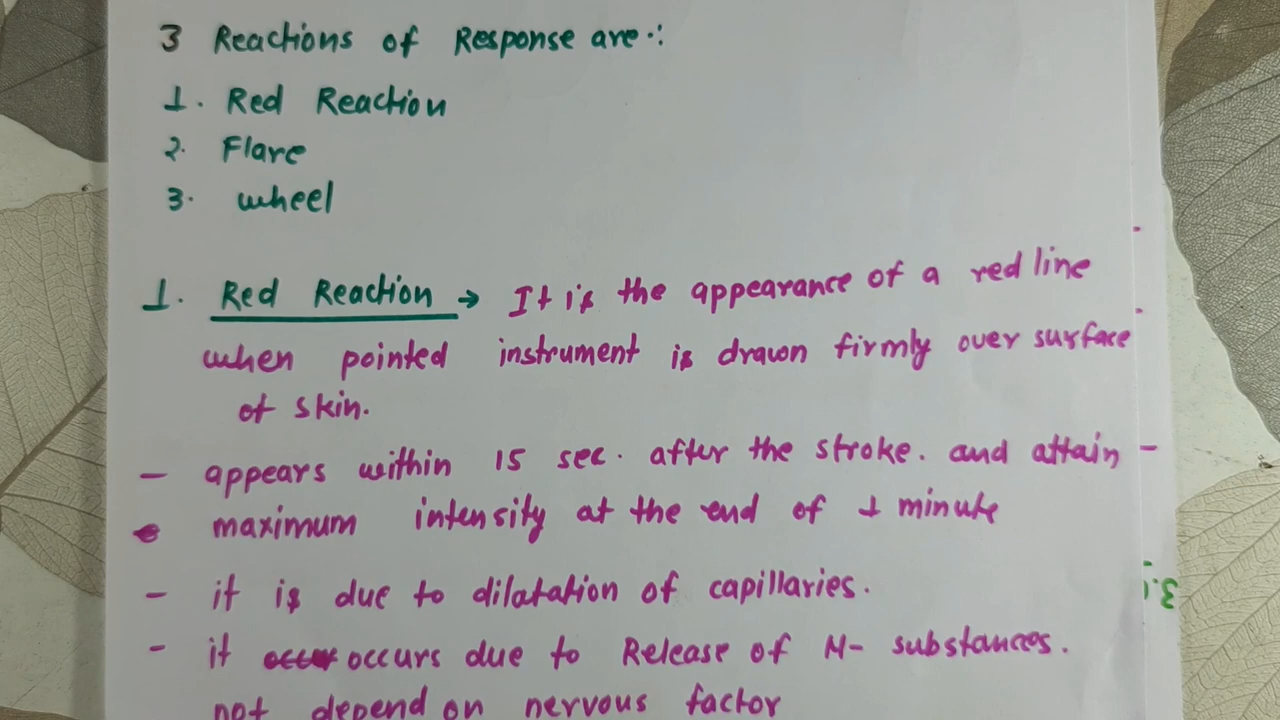 3 Reactions of Response are:
1. Red Reaction
2. Flare
3. wheel
1. Red Reaction → It is the appearance of a red line
when pointed instrument is drawn firmly over surface
of skin.
- appears within 15 sec. after the stroke. and attain -
maximum intensity at the end of 1 minute
- it is due to dilatation of capillaries.
- it occurs due to Release of H- substances.
not depend on nervous factor